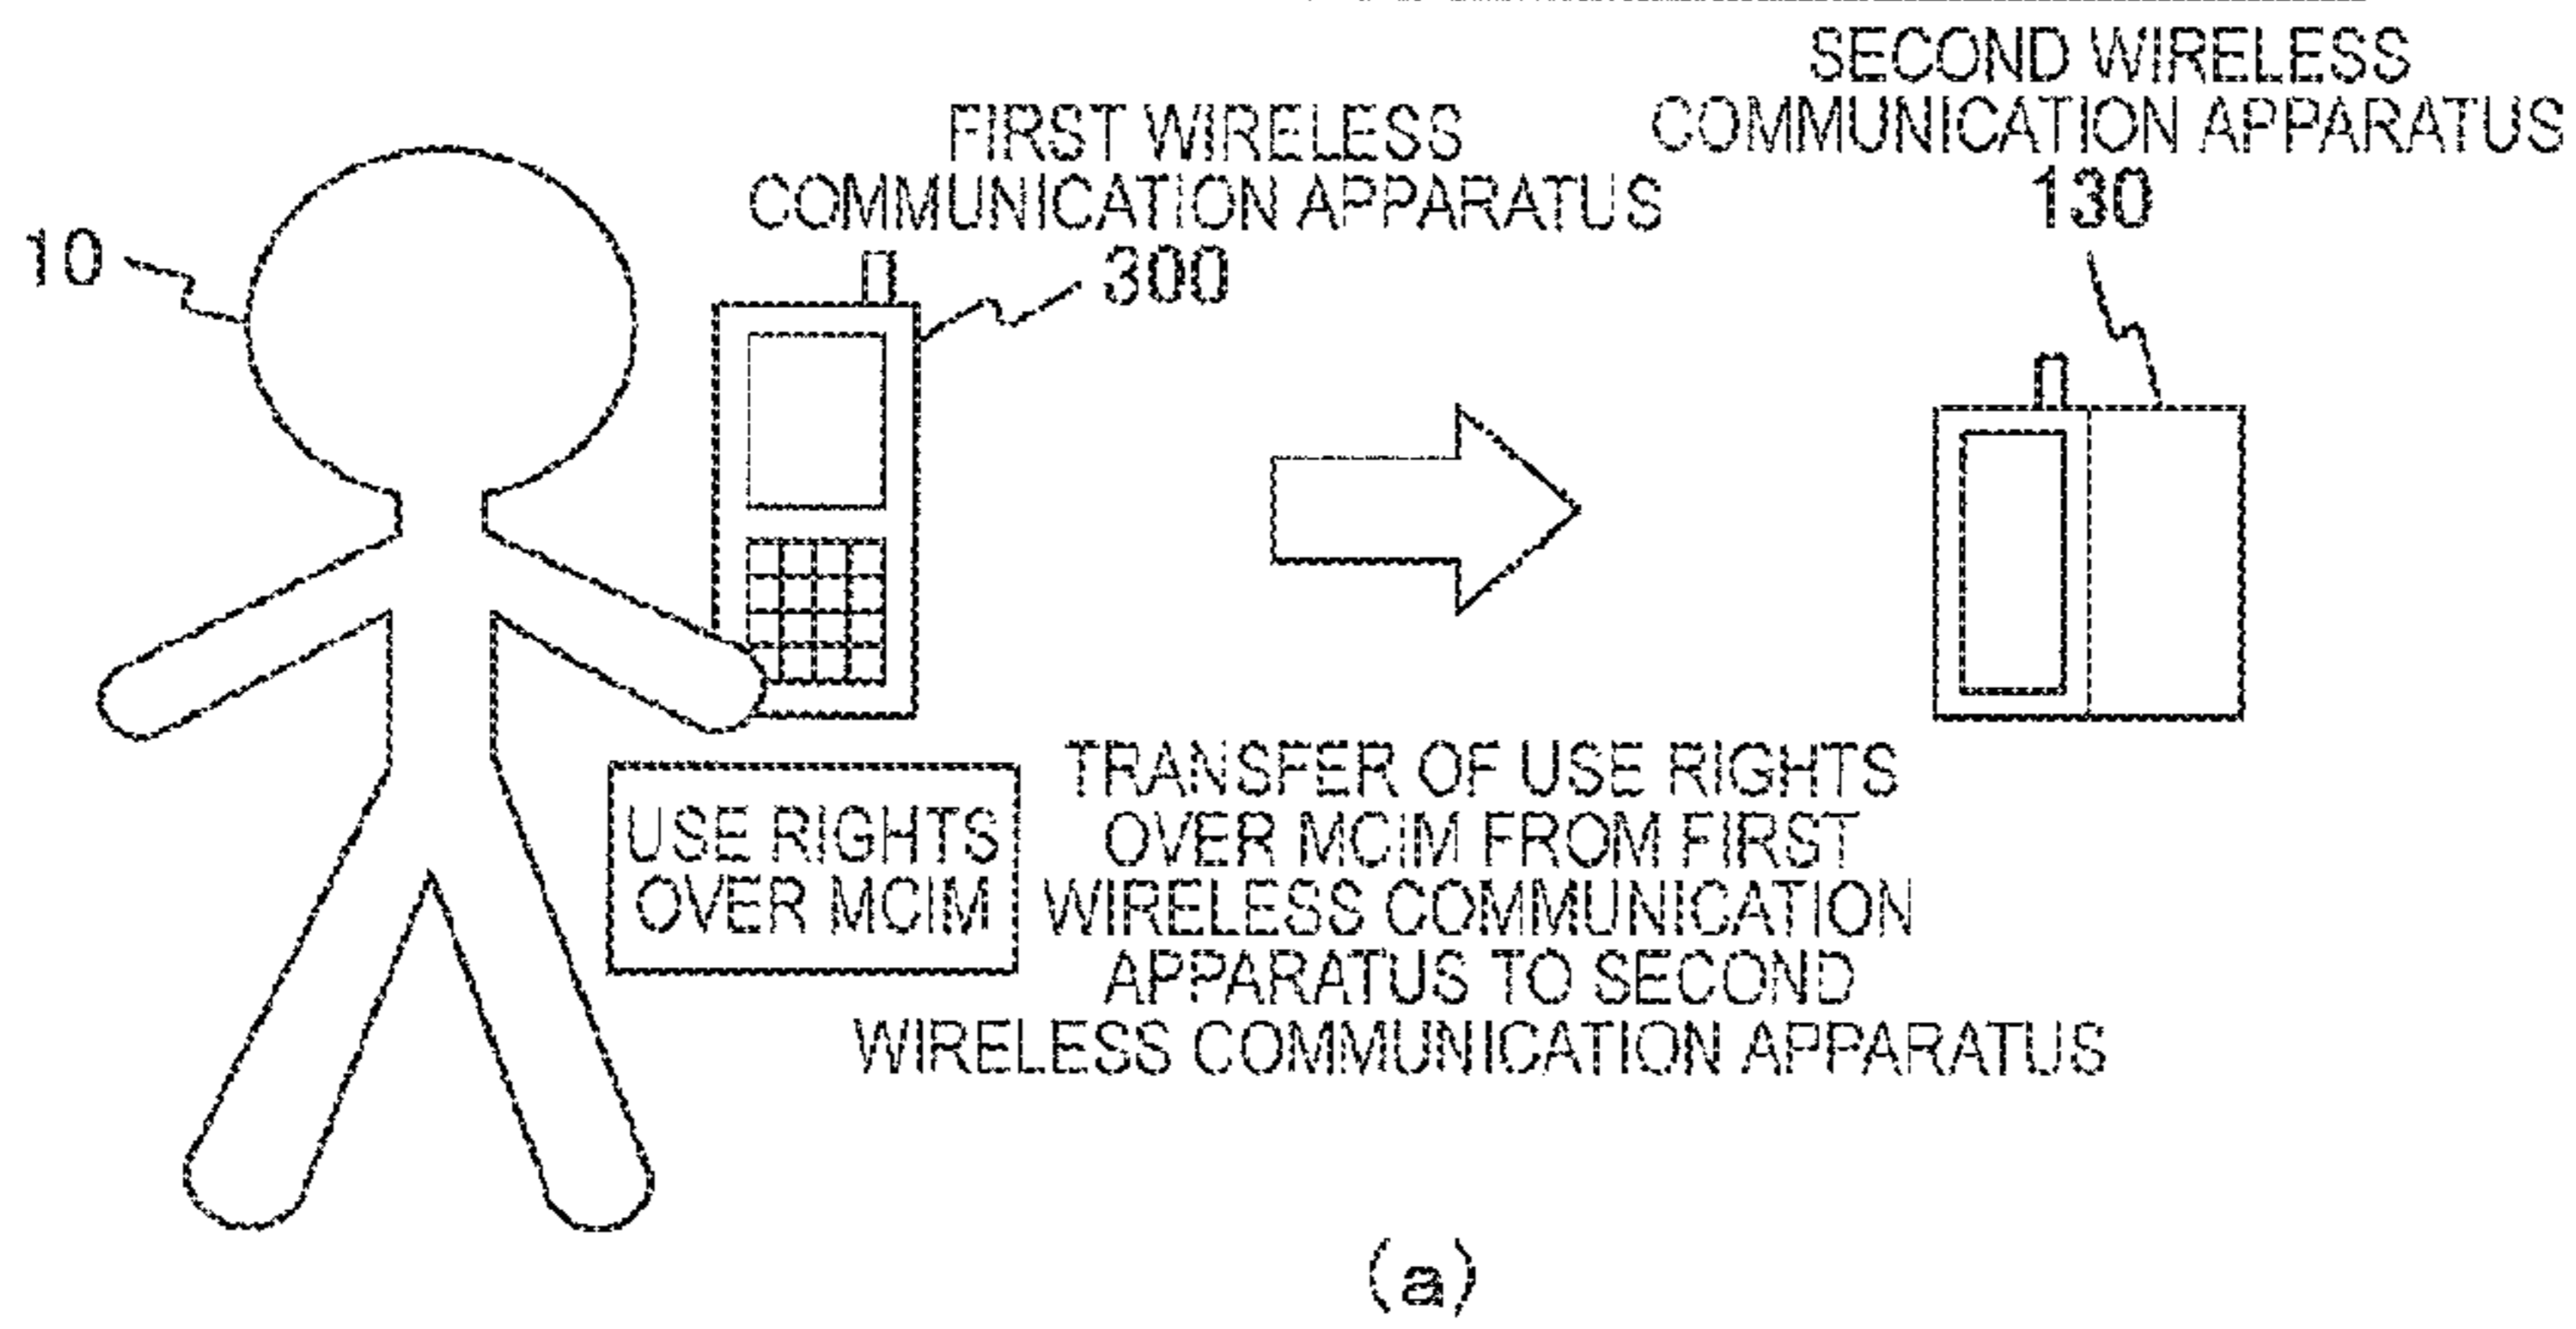 SECOND WIRELESS
COMMUNICATION APPARATUS
130
FIRST WIRELESS
COMMUNICATION APPARATUS
300
10
USE RIGHTS
OVER MCIM
TRANSFER OF USE RIGHTS
OVER MCIM FROM FIRST
WIRELESS COMMUNICATION
APPARATUS TO SECOND
WIRELESS COMMUNICATION APPARATUS
(a)